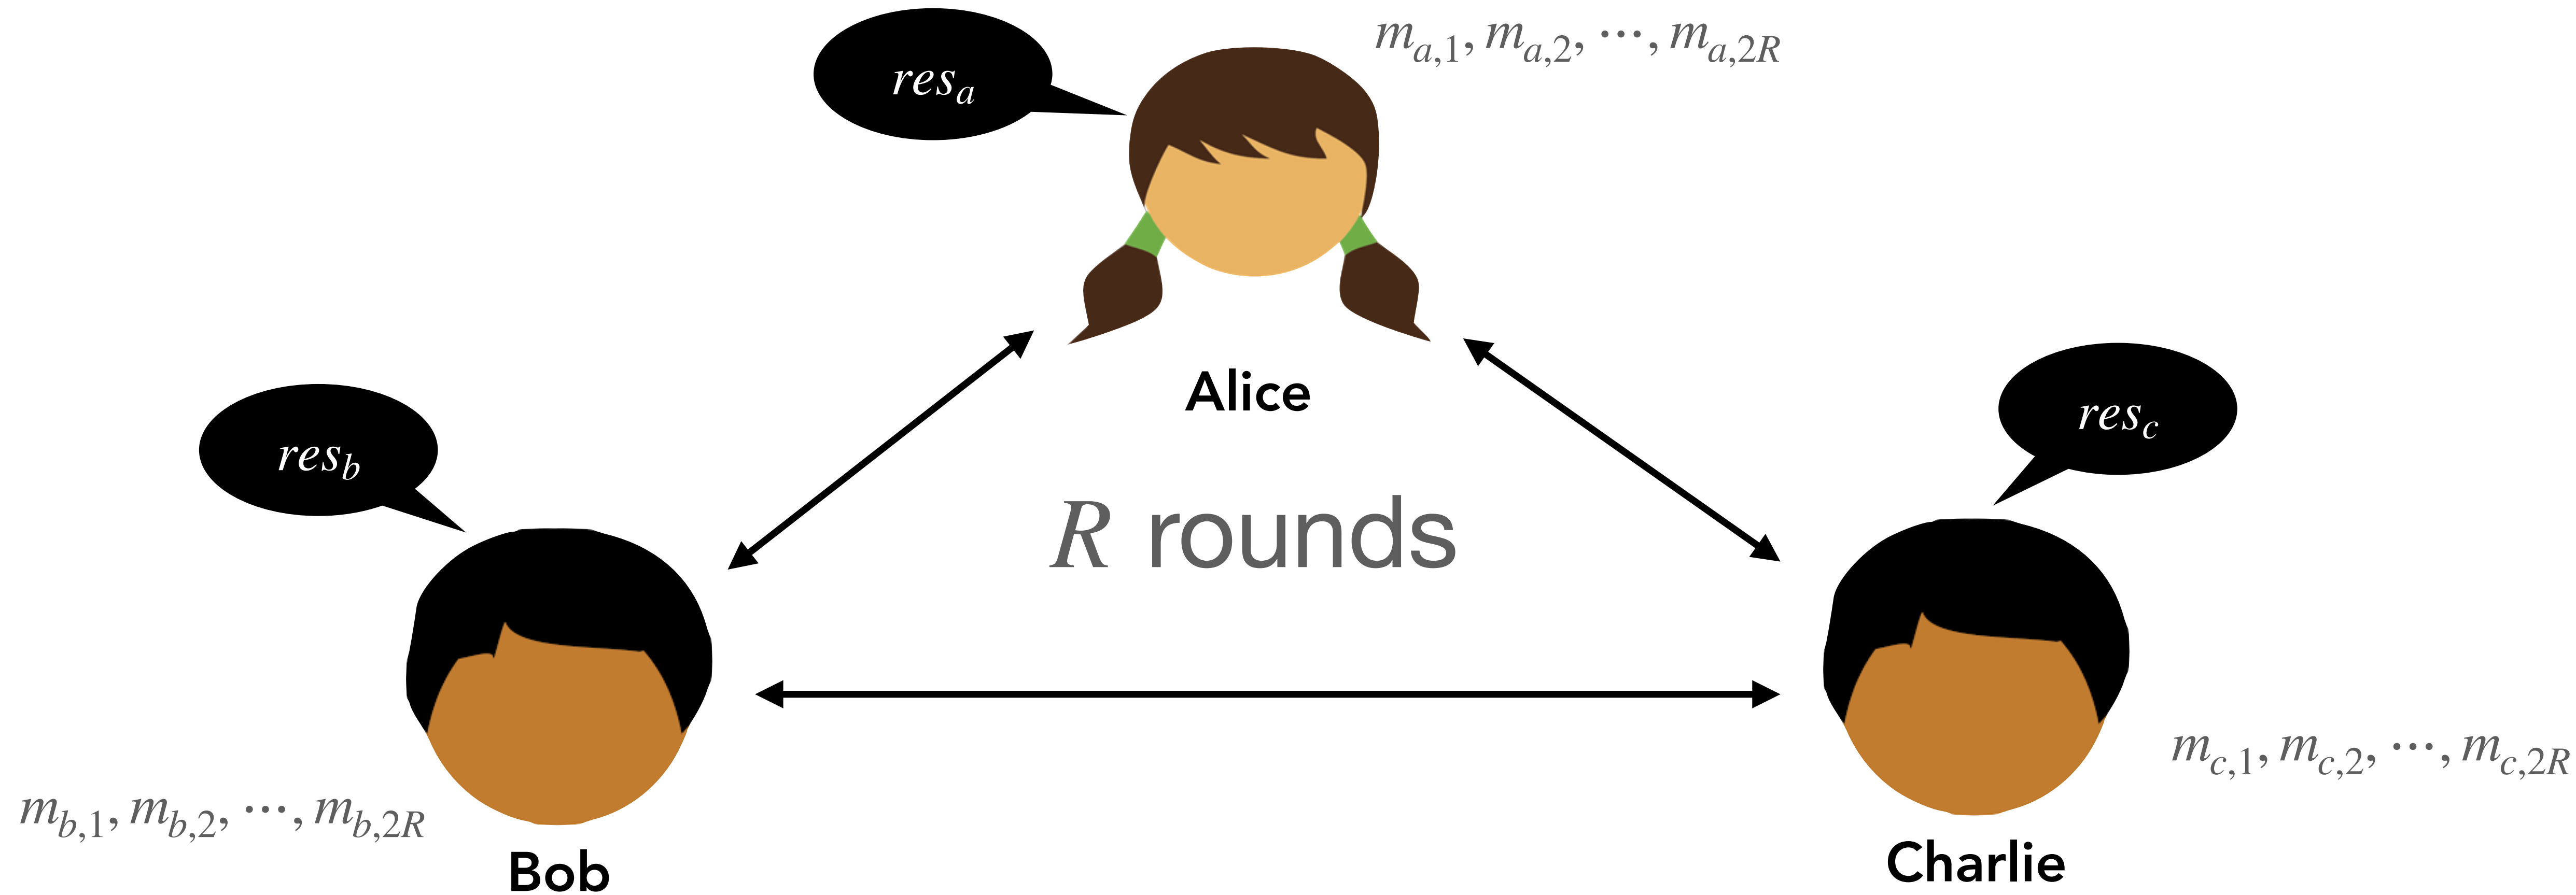 m_{a,1}, m_{a,2}, ⋯, m_{a,2R}
res_a
Alice
res_c
res_b
R rounds
m_{c,1}, m_{c,2}, ⋯, m_{c,2R}
m_{b,1}, m_{b,2}, ⋯, m_{b,2R}
Bob
Charlie